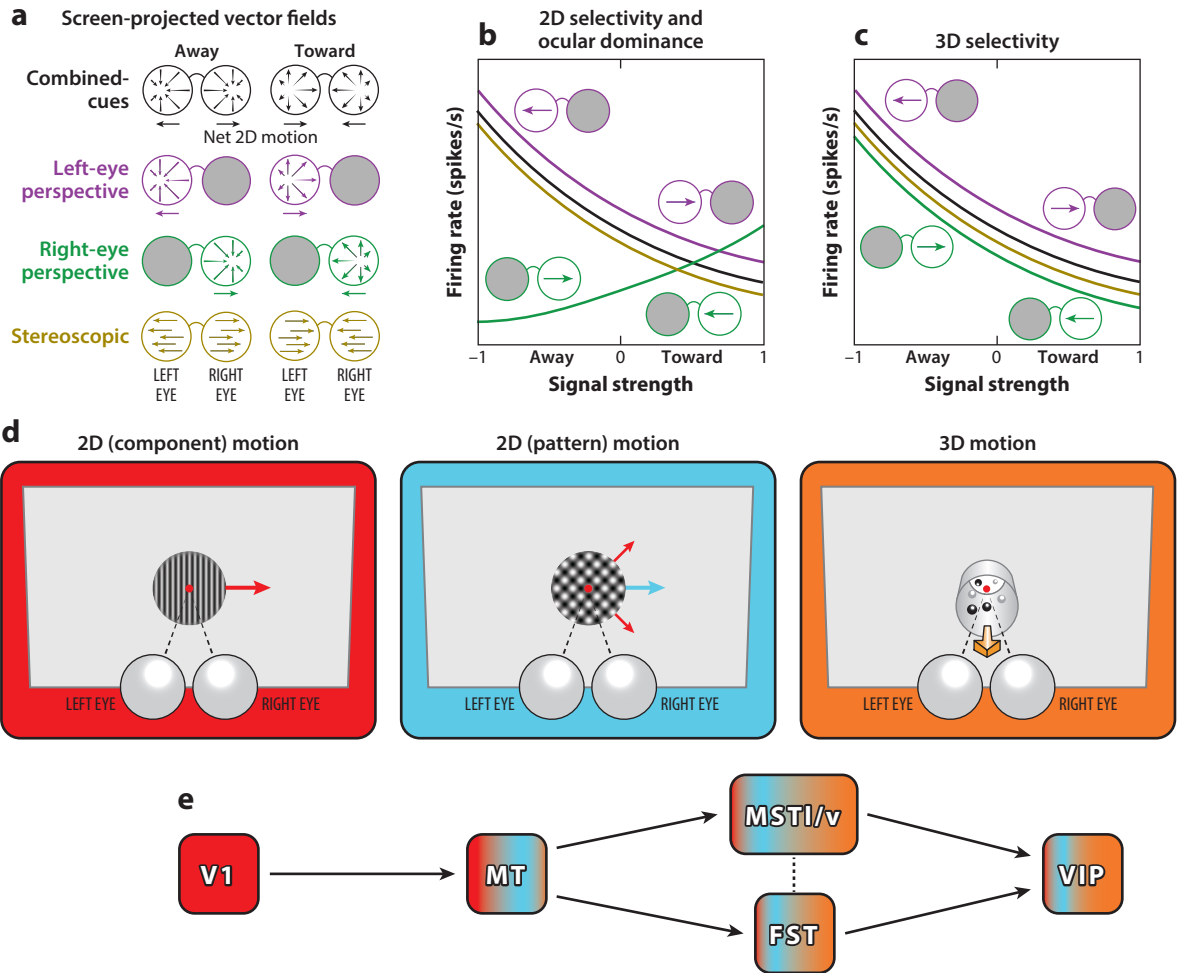 a Screen-projected vector fields
Away Toward
Combined-
cues
Net 2D motion
Left-eye
perspective
Right-eye
perspective
Stereoscopic
LEFT
EYE
RIGHT
EYE
LEFT
EYE
RIGHT
EYE
b 2D selectivity and
ocular dominance
Firing rate (spikes/s)
−1 Away 0 Toward 1
Signal strength
c 3D selectivity
Firing rate (spikes/s)
−1 Away 0 Toward 1
Signal strength
d
2D (component) motion
LEFT EYE RIGHT EYE
2D (pattern) motion
LEFT EYE RIGHT EYE
3D motion
LEFT EYE RIGHT EYE
e
V1
MT
MSTl/v
FST
VIP